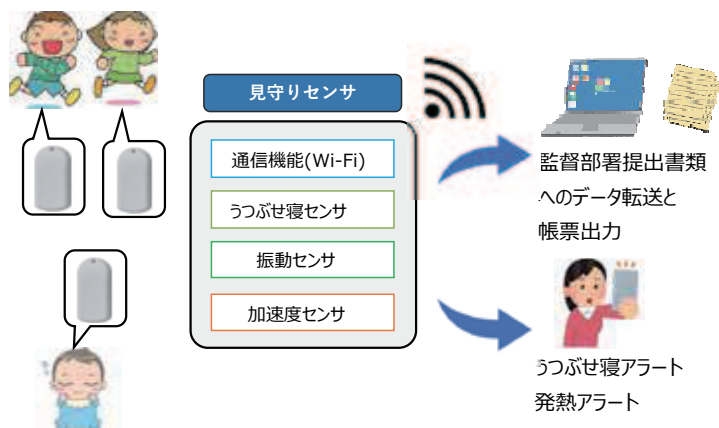 見守りセンサ
通信機能(Wi-Fi)
うつぶせ寝センサ
振動センサ
加速度センサ
監督部署提出書類
へのデータ転送と
帳票出力
うつぶせ寝アラート
発熱アラート